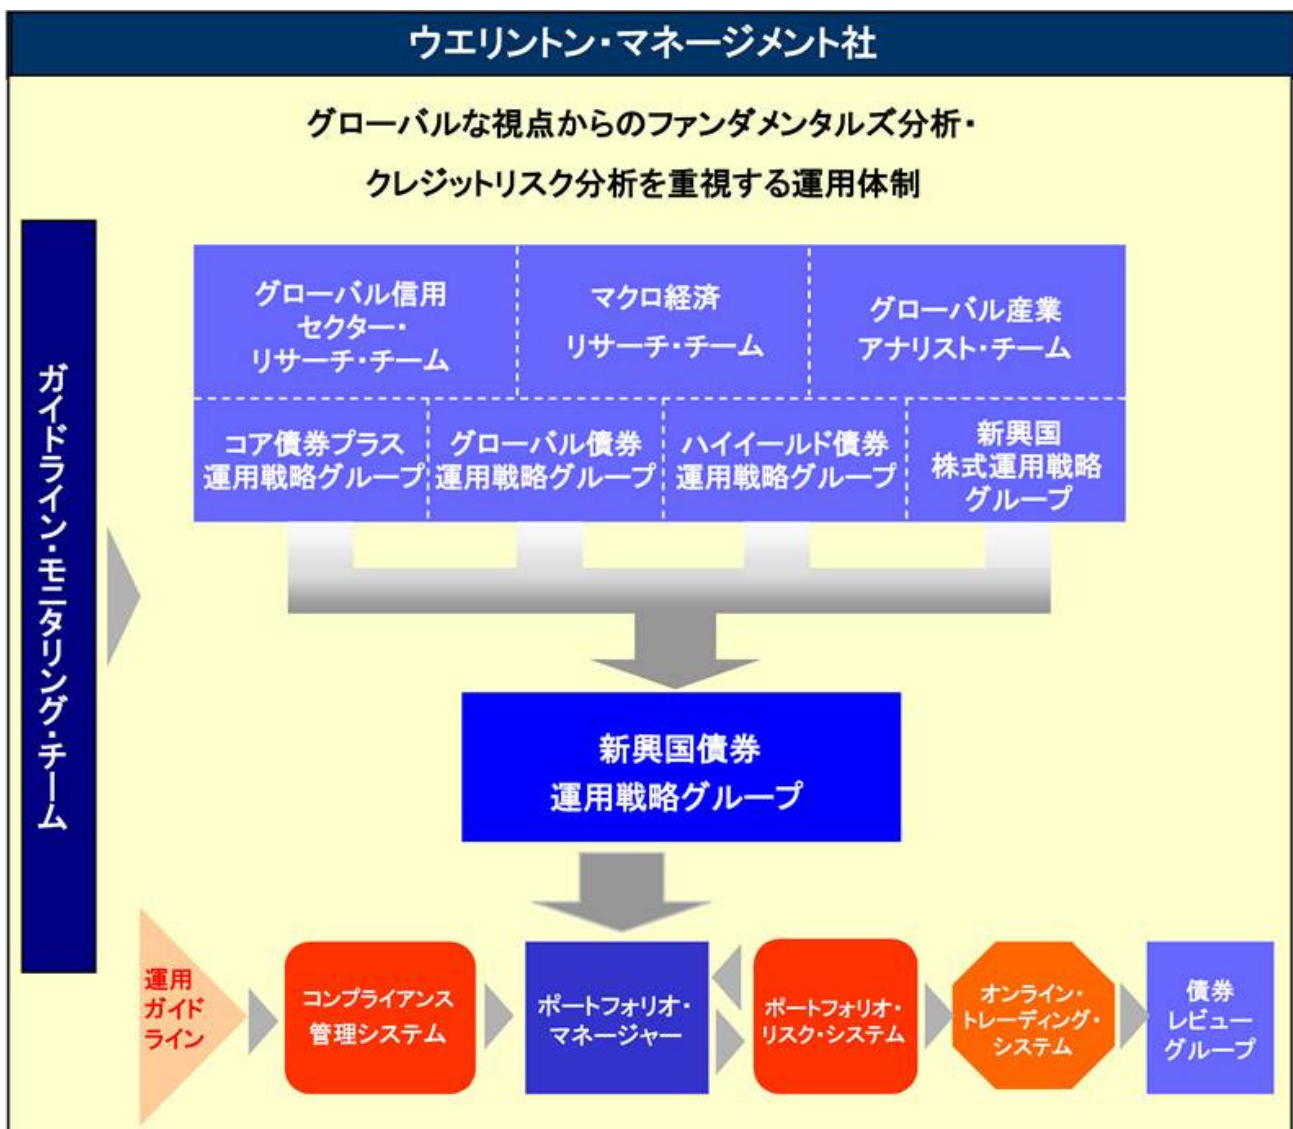 ウエリントン・マネージメント社
グローバルな視点からのファンダメンタルズ分析・
クレジットリスク分析を重視する運用体制
ガイドライン・モニタリング・チーム
グローバル信用
セクター・
リサーチ・チーム
マクロ経済
リサーチ・チーム
グローバル産業
アナリスト・チーム
コア債券プラス
運用戦略グループ
グローバル債券
運用戦略グループ
ハイイールド債券
運用戦略グループ
新興国
株式運用戦略
グループ
新興国債券
運用戦略グループ
運用
ガイド
ライン
コンプライアンス
管理システム
ポートフォリオ・
マネージャー
ポートフォリオ・
リスク・システム
オンライン・
トレーディング・
システム
債券
レビュー
グループ